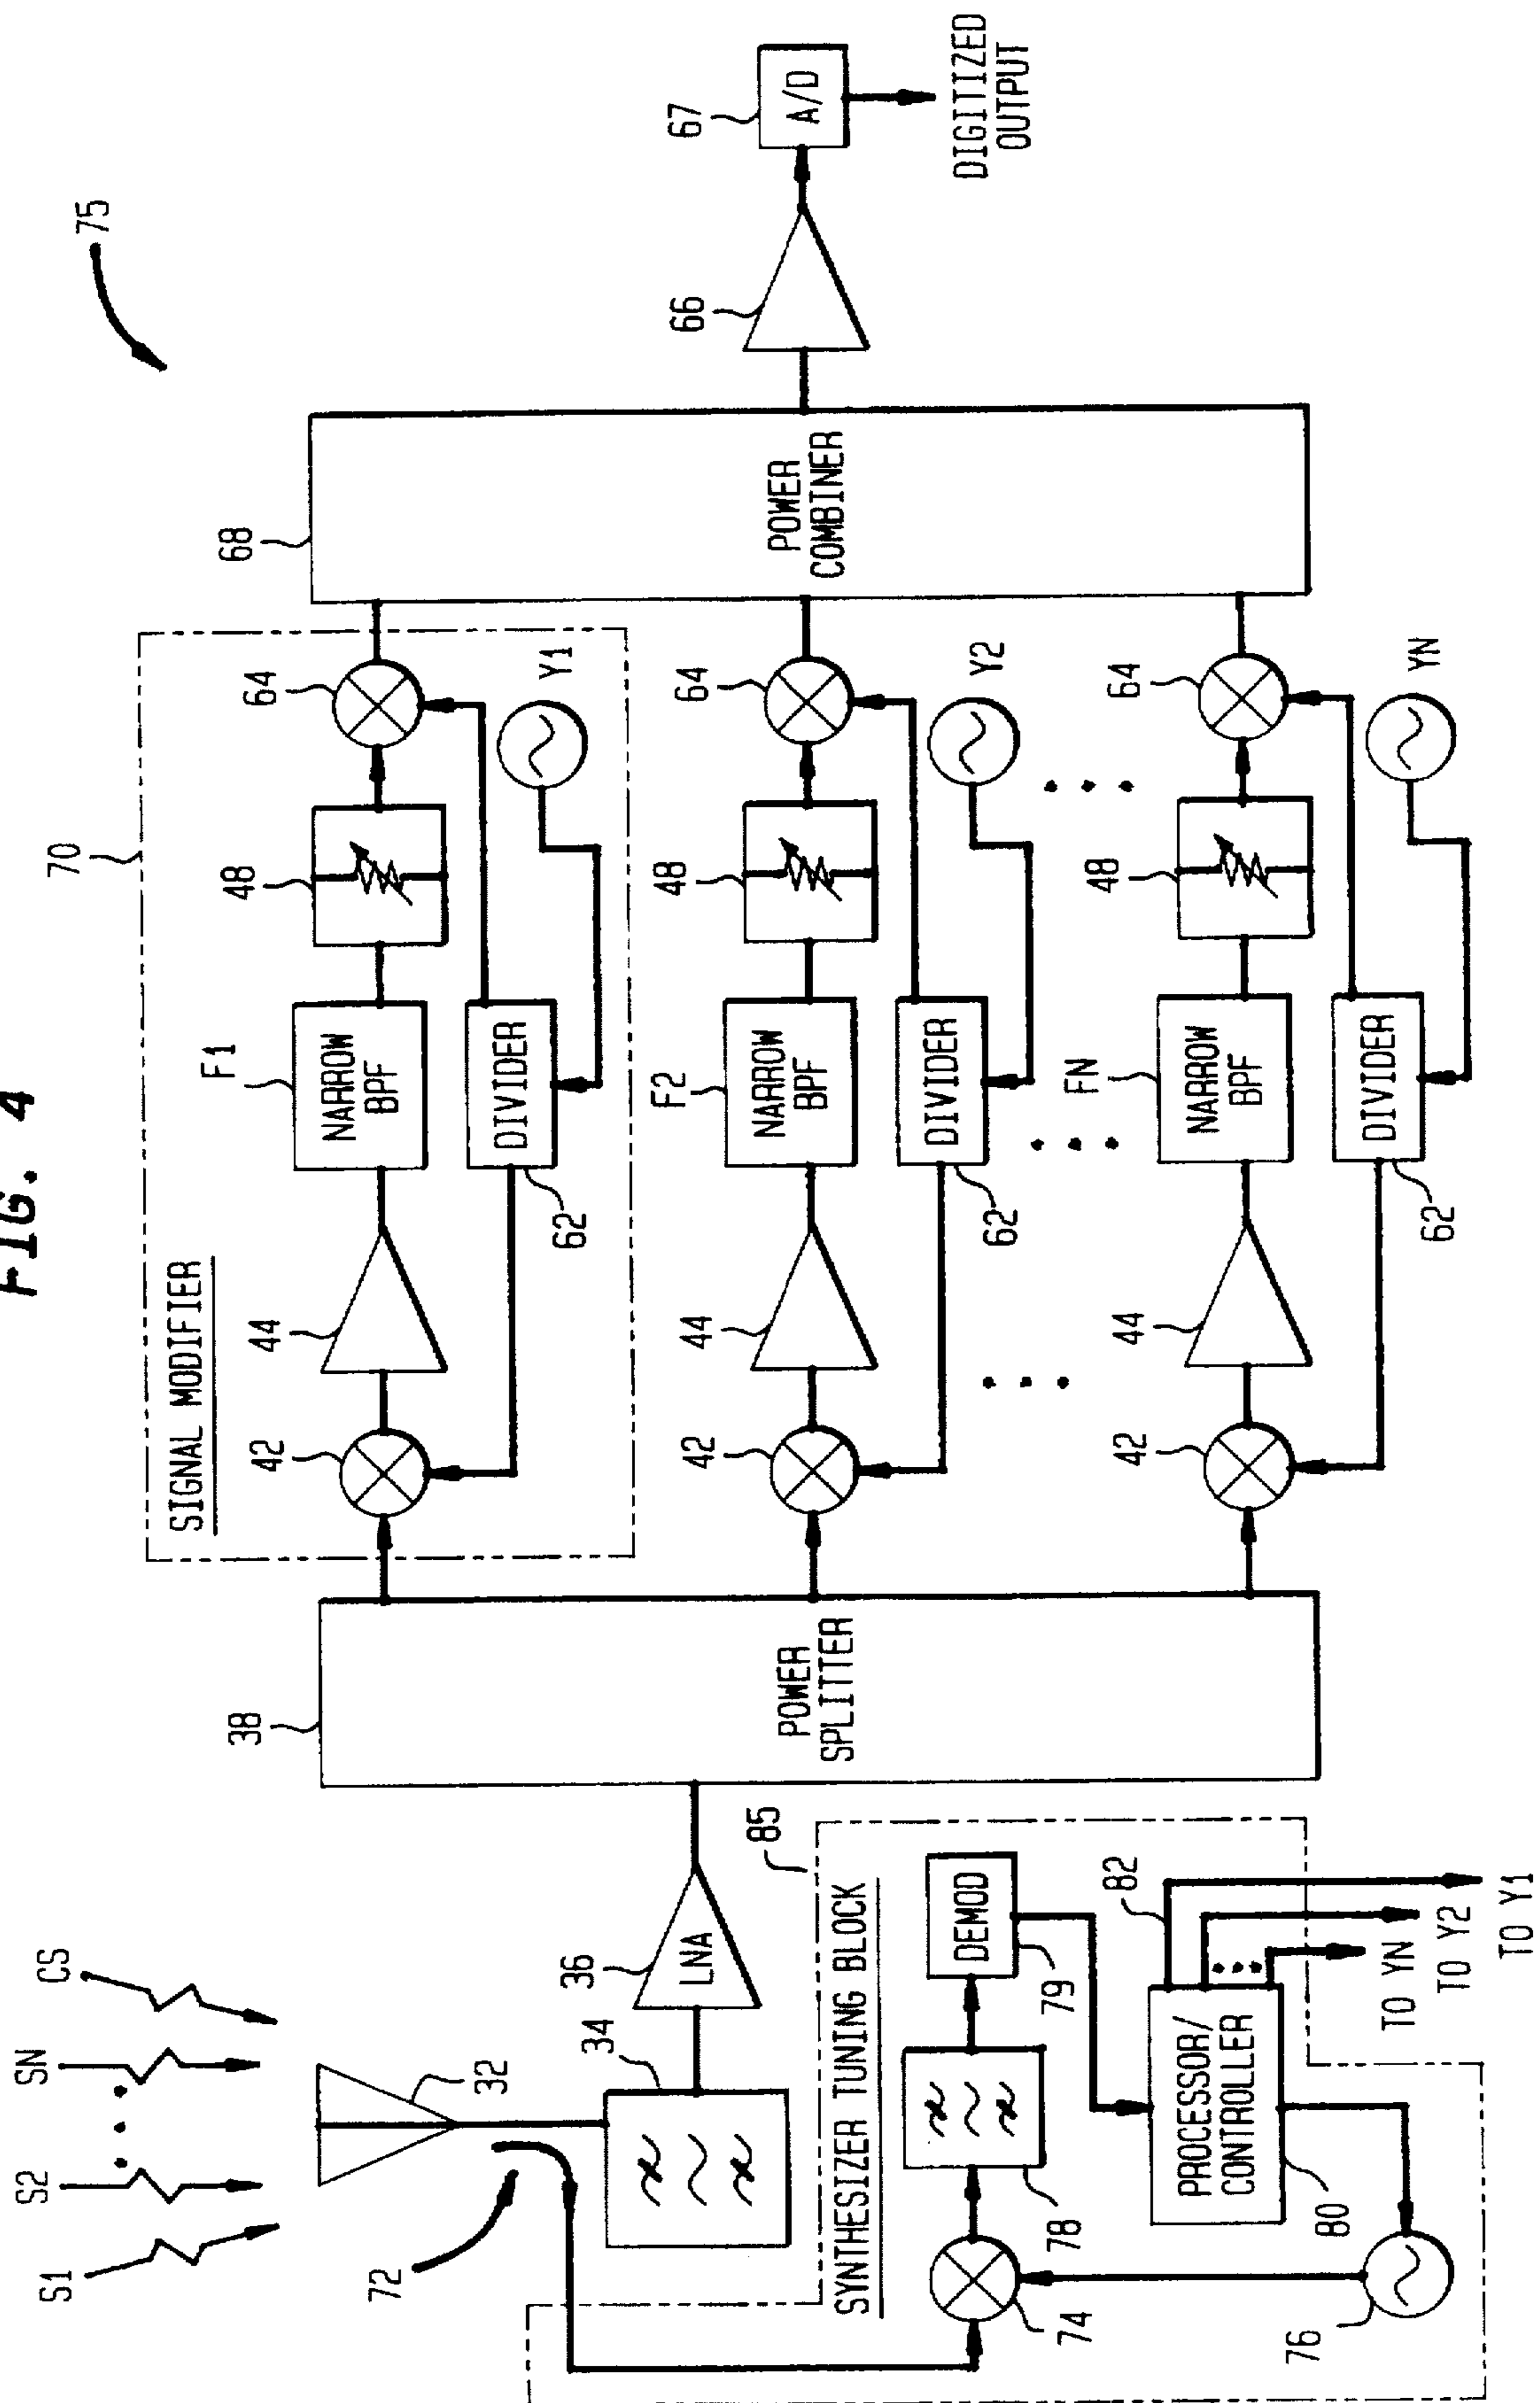 FIG. 4
75
S1
S2
SN
CS
32
72
34
36
LNA
38
POWER
SPLITTER
70
SIGNAL MODIFIER
42
44
F1
NARROW
BPF
48
64
DIVIDER
62
Y1
42
44
F2
NARROW
BPF
48
64
DIVIDER
62
Y2
42
44
FN
NARROW
BPF
48
64
DIVIDER
62
YN
68
POWER
COMBINER
66
67
A/D
DIGITIZED
OUTPUT
85
SYNTHESIZER TUNING BLOCK
74
76
78
DEMOD
79
PROCESSOR/
CONTROLLER
80
82
TO YN
TO Y2
TO Y1